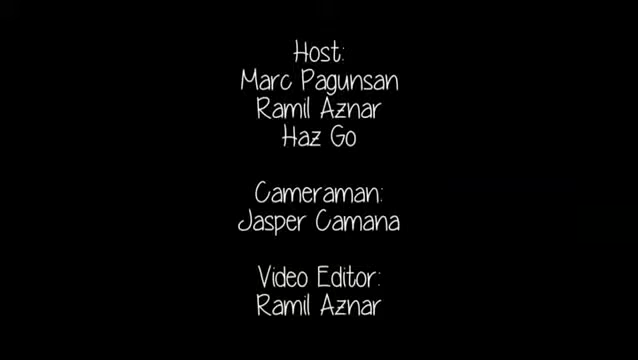 Host:
Marc Pagunsan
Ramil Aznar
Haz Go
Cameraman:
Jasper Camana
Video Editor:
Ramil Aznar